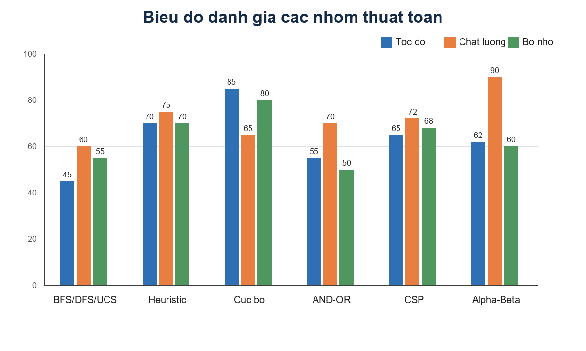 Bieu do danh gia cac nhom thuat toan
Toc do Chat luong Bo nho
100
80
60
40
20
0
45 60 55
70 75 70
85 65 80
55 70 50
65 72 68
62 90 60
BFS/DFS/UCS Heuristic Cuc bo AND-OR CSP Alpha-Beta